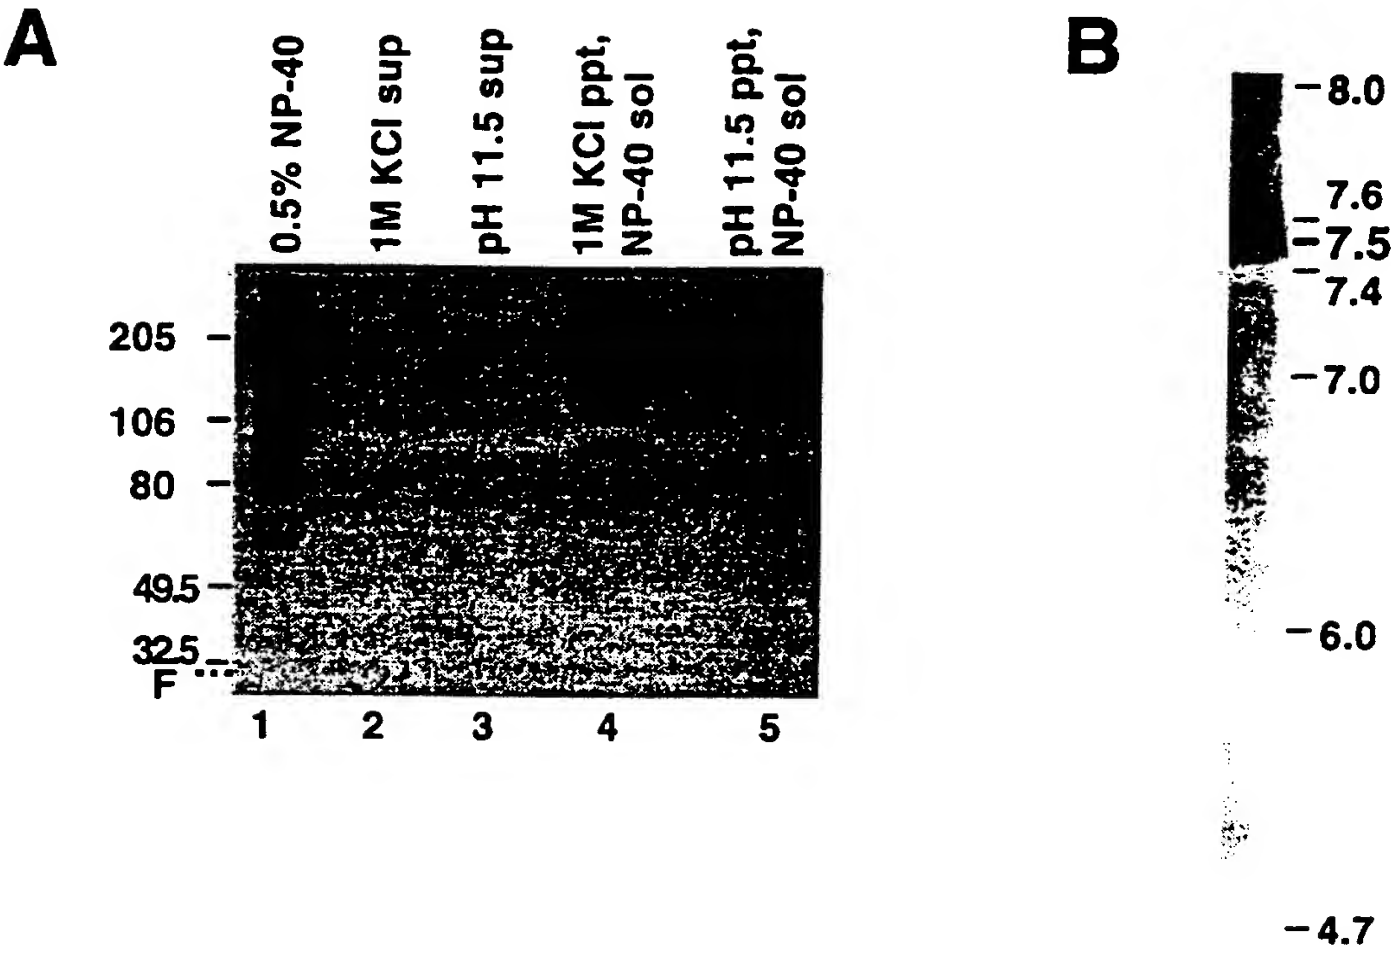 A
0.5% NP-40
1M KCl sup
pH 11.5 sup
1M KCl ppt,
NP-40 sol
pH 11.5 ppt,
NP-40 sol
205
106
80
49.5
32.5
F
1 2 3 4 5
B
8.0
7.6
7.5
7.4
7.0
6.0
4.7